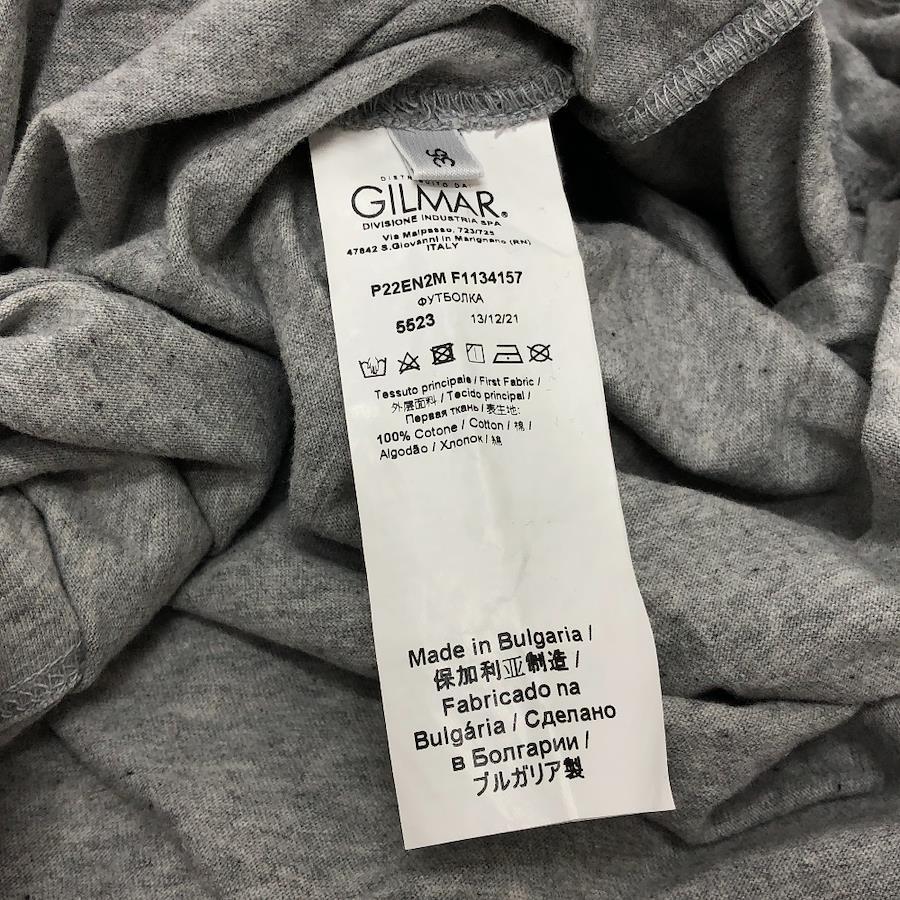 36
DISTRIBUITO DA
GILMAR®
DIVISIONE INDUSTRIA SPA
Via Malpasso, 723/725
47842 S.Giovanni in Marignano (RN)
ITALY
P22EN2M F1134157
ФУТБОЛКА
5523 13/12/21
Tessuto principale / First Fabric /
外层面料 / Tecido principal /
Первая ткань / 表生地:
100% Cotone / Cotton / 棉 /
Algodão / Хлопок / 綿
Made in Bulgaria /
保加利亚制造 /
Fabricado na
Bulgária / Сделано
в Болгарии /
ブルガリア製